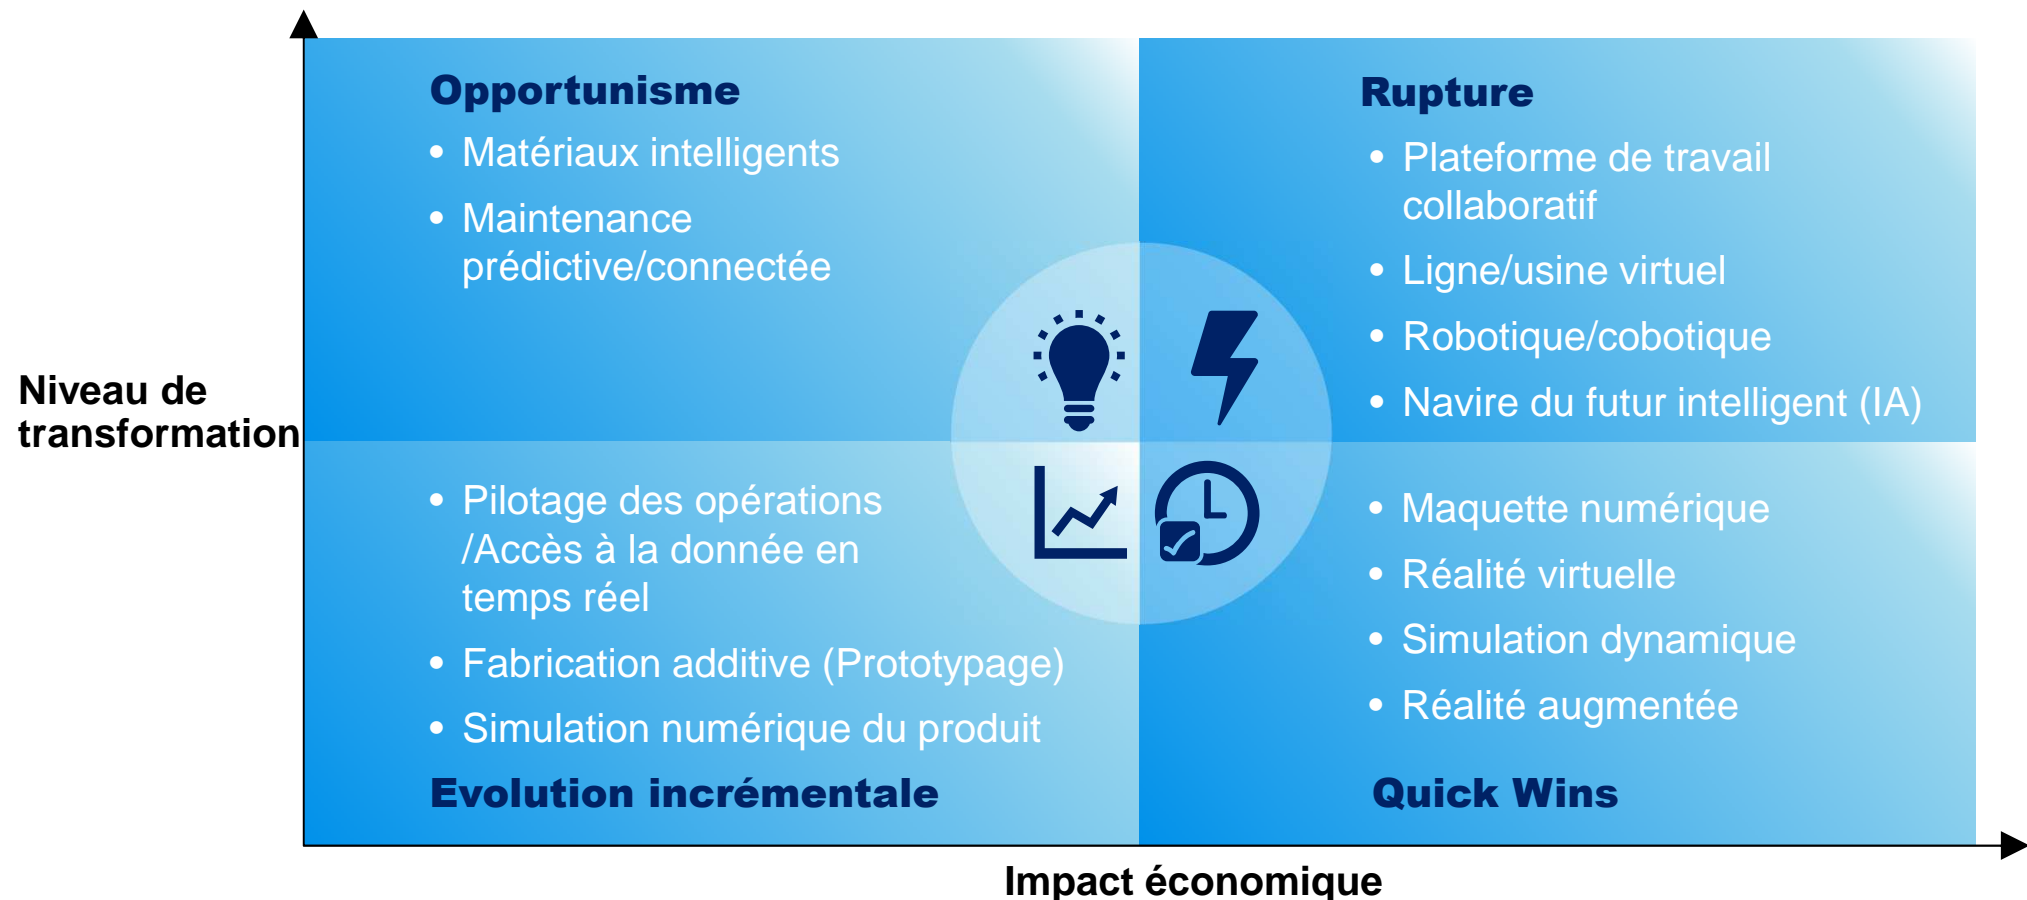 Opportunisme
• Matériaux intelligents
• Maintenance
prédictive/connectée
Rupture
• Plateforme de travail
collaboratif
• Ligne/usine virtuel
• Robotique/cobotique
• Navire du futur intelligent (IA)
Niveau de
transformation
• Pilotage des opérations
/Accès à la donnée en
temps réel
• Fabrication additive (Prototypage)
• Simulation numérique du produit
Evolution incrémentale
• Maquette numérique
• Réalité virtuelle
• Simulation dynamique
• Réalité augmentée
Quick Wins
Impact économique